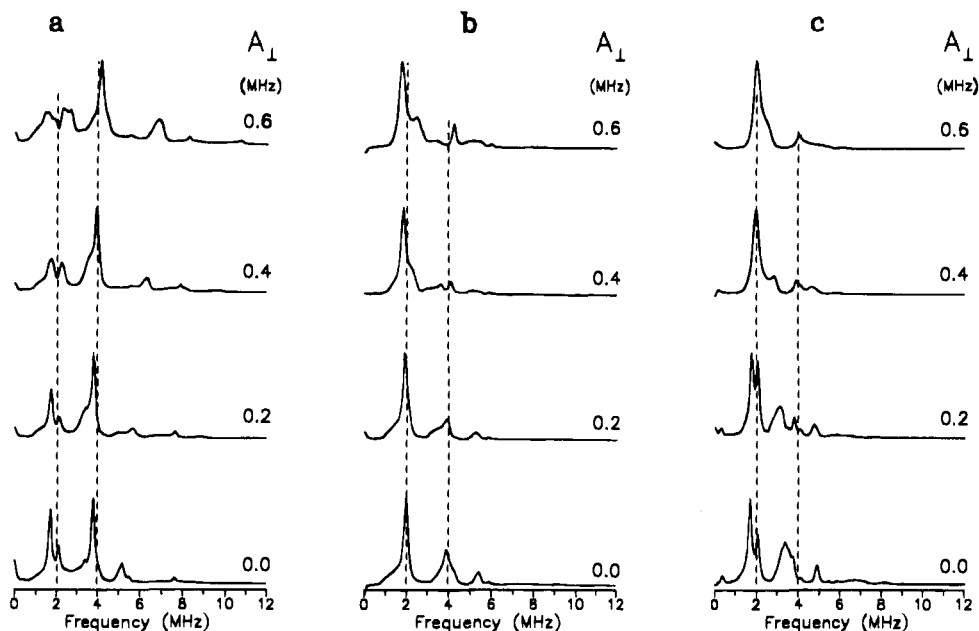 a b c
A⊥ A⊥ A⊥
(MHz) (MHz) (MHz)
0.6 0.6 0.6
0.4 0.4 0.4
0.2 0.2 0.2
0.0 0.0 0.0
0 2 4 6 8 10 12 0 2 4 6 8 10 12 0 2 4 6 8 10 12
Frequency (MHz) Frequency (MHz) Frequency (MHz)